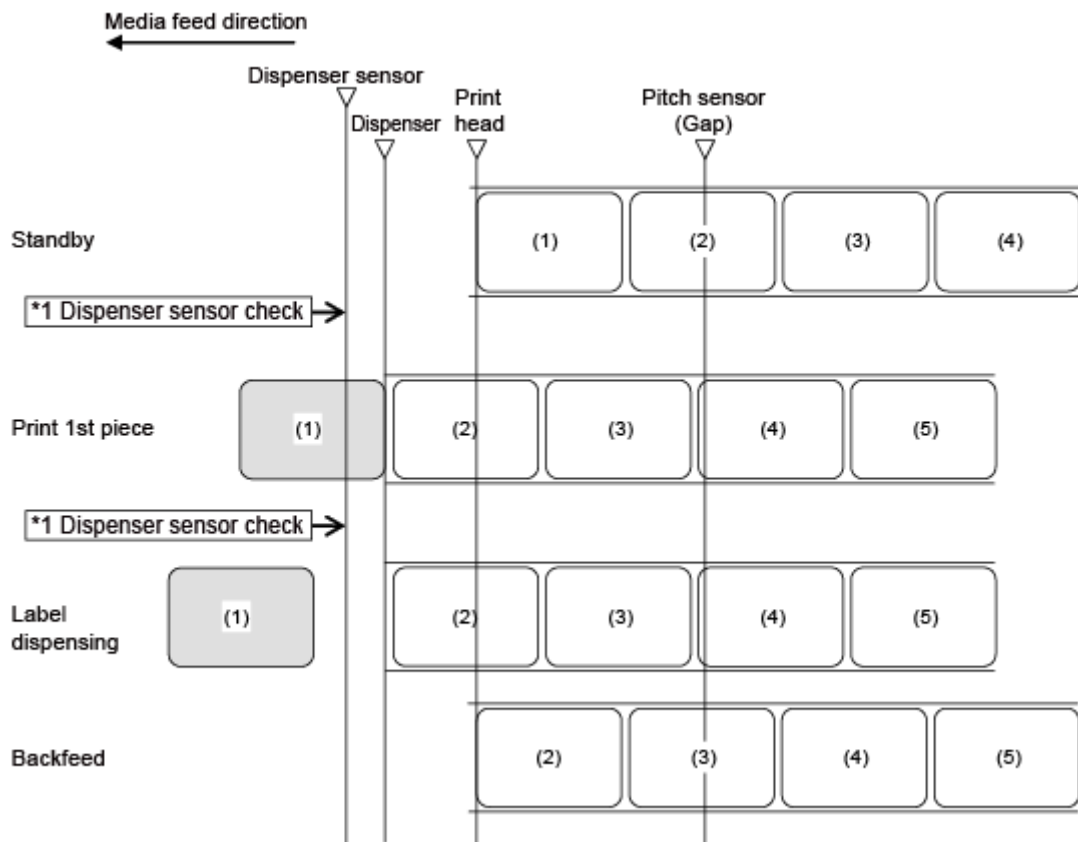 Media feed direction
Dispenser sensor
Dispenser
Print
head
Pitch sensor
(Gap)
Standby
(1)
(2)
(3)
(4)
*1 Dispenser sensor check
Print 1st piece
(1)
(2)
(3)
(4)
(5)
*1 Dispenser sensor check
Label
dispensing
(1)
(2)
(3)
(4)
(5)
Backfeed
(2)
(3)
(4)
(5)